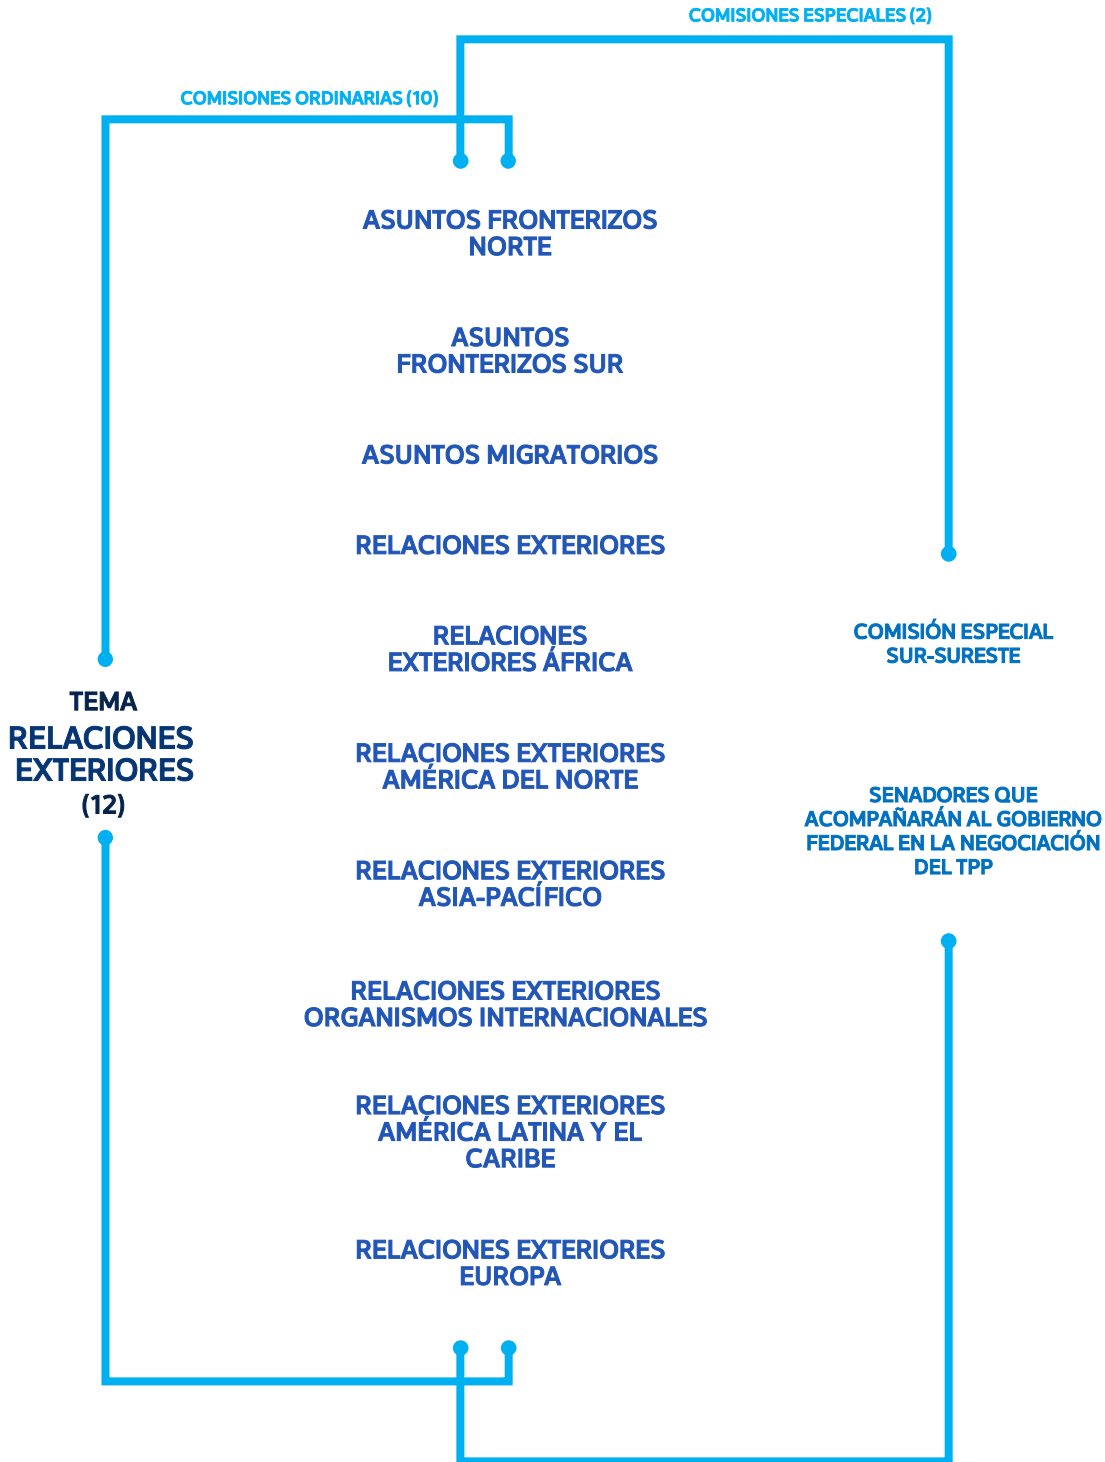 COMISIONES ESPECIALES (2)
COMISIONES ORDINARIAS (10)
TEMA
RELACIONES
EXTERIORES
(12)
ASUNTOS FRONTERIZOS
NORTE
ASUNTOS
FRONTERIZOS SUR
ASUNTOS MIGRATORIOS
RELACIONES EXTERIORES
RELACIONES
EXTERIORES ÁFRICA
RELACIONES EXTERIORES
AMÉRICA DEL NORTE
RELACIONES EXTERIORES
ASIA-PACÍFICO
RELACIONES EXTERIORES
ORGANISMOS INTERNACIONALES
RELACIONES EXTERIORES
AMÉRICA LATINA Y EL
CARIBE
RELACIONES EXTERIORES
EUROPA
COMISIÓN ESPECIAL
SUR-SURESTE
SENADORES QUE
ACOMPAÑARÁN AL GOBIERNO
FEDERAL EN LA NEGOCIACIÓN
DEL TPP